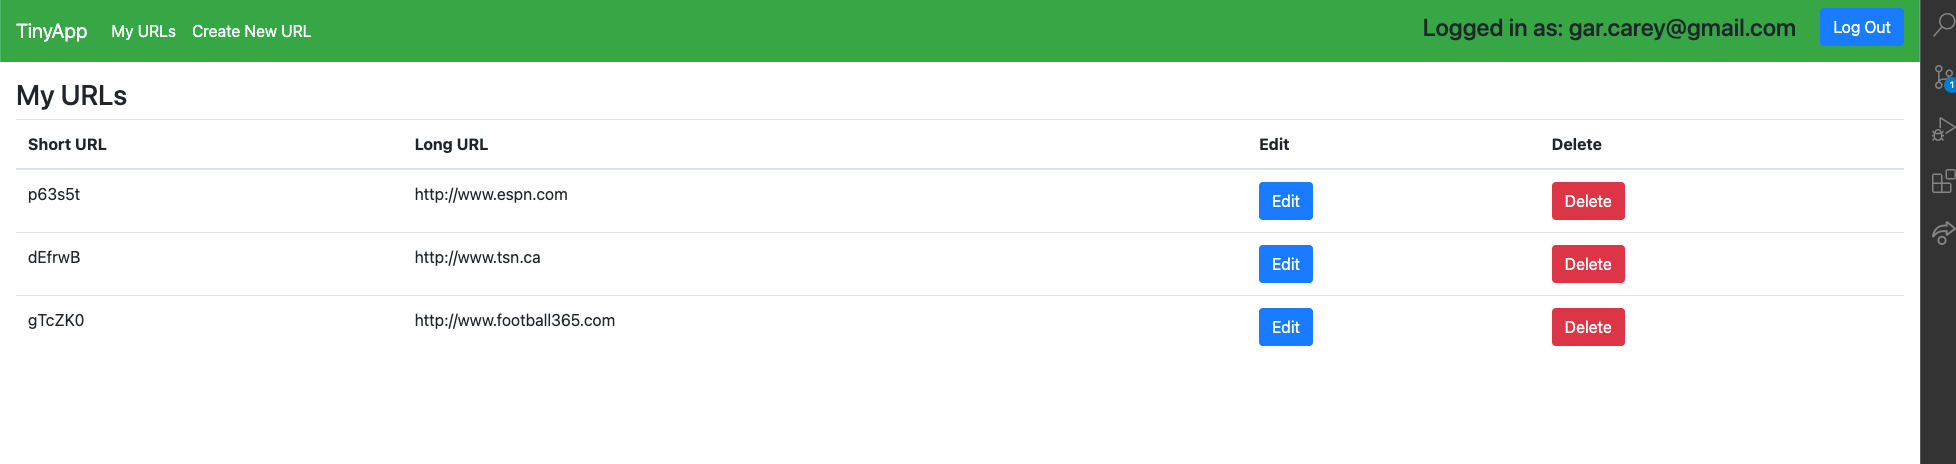 TinyApp My URLs Create New URL Logged in as: gar.carey@gmail.com Log Out
My URLs
Short URL Long URL Edit Delete
p63s5t http://www.espn.com Edit Delete
dEfrwB http://www.tsn.ca Edit Delete
gTcZK0 http://www.football365.com Edit Delete
1